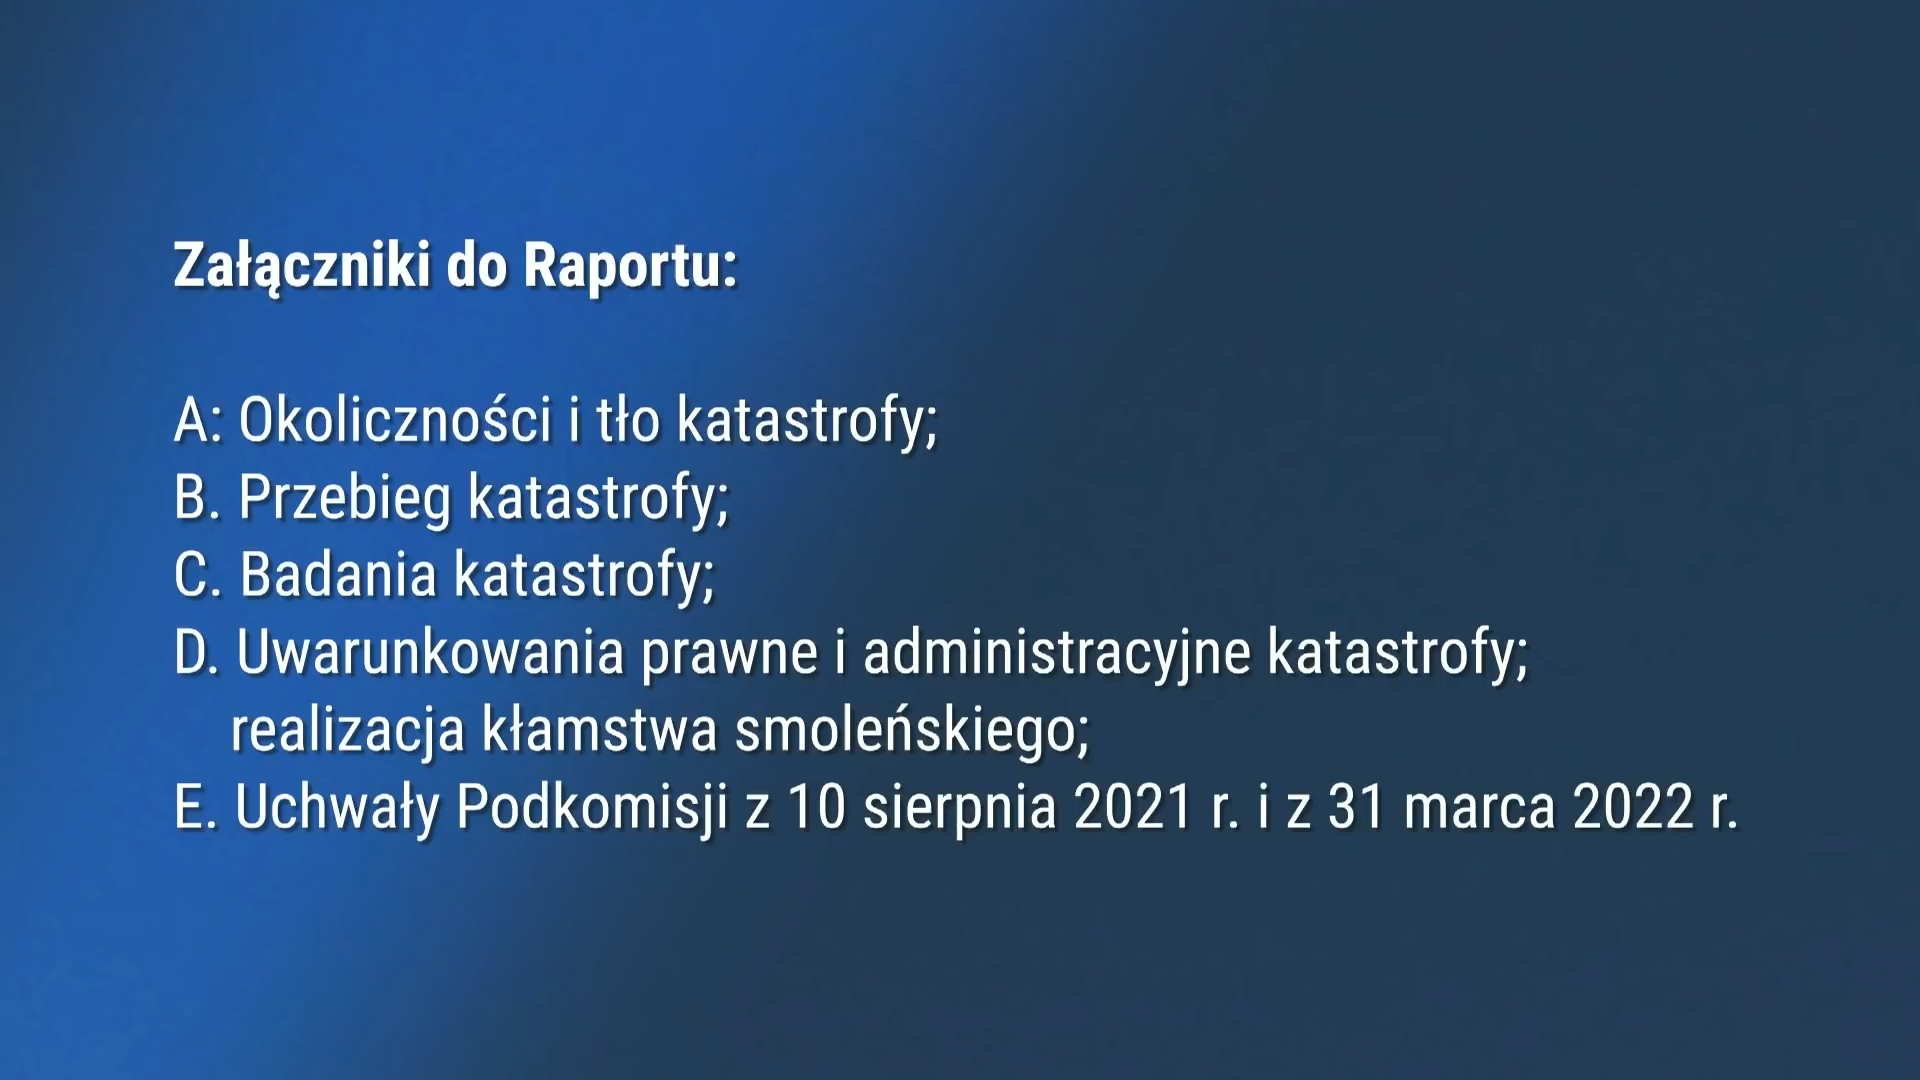 Załączniki do Raportu:
A: Okoliczności i tło katastrofy;
B. Przebieg katastrofy;
C. Badania katastrofy;
D. Uwarunkowania prawne i administracyjne katastrofy;
realizacja kłamstwa smoleńskiego;
E. Uchwały Podkomisji z 10 sierpnia 2021 r. i z 31 marca 2022 r.